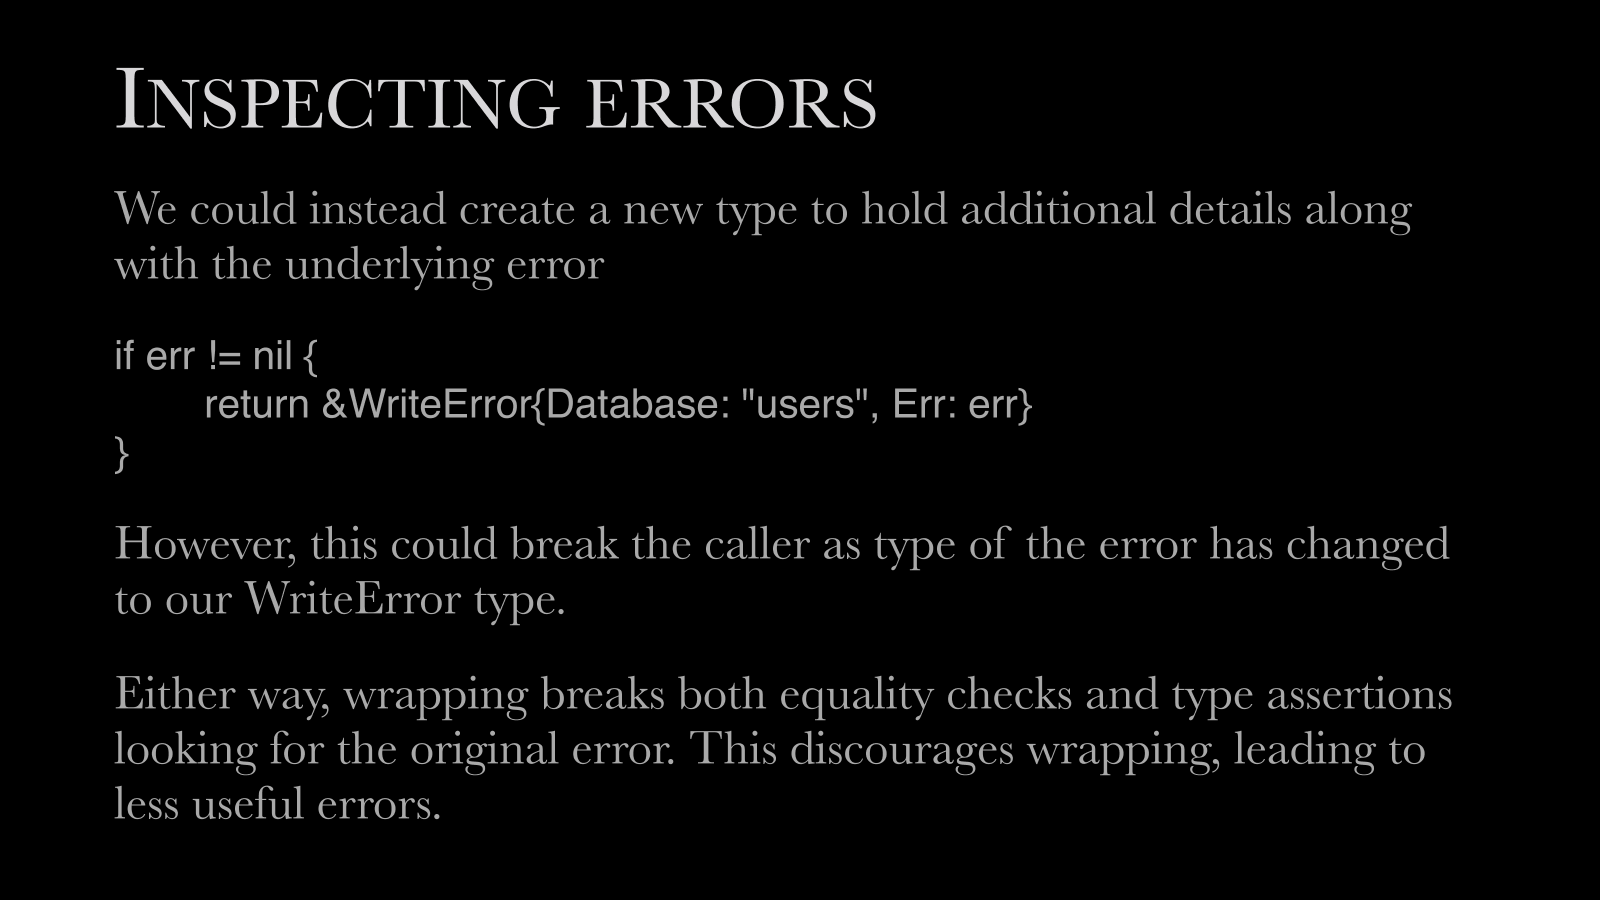 INSPECTING ERRORS
We could instead create a new type to hold additional details along
with the underlying error
if err != nil {
return &WriteError{Database: "users", Err: err}
}
However, this could break the caller as type of the error has changed
to our WriteError type.
Either way, wrapping breaks both equality checks and type assertions
looking for the original error. This discourages wrapping, leading to
less useful errors.